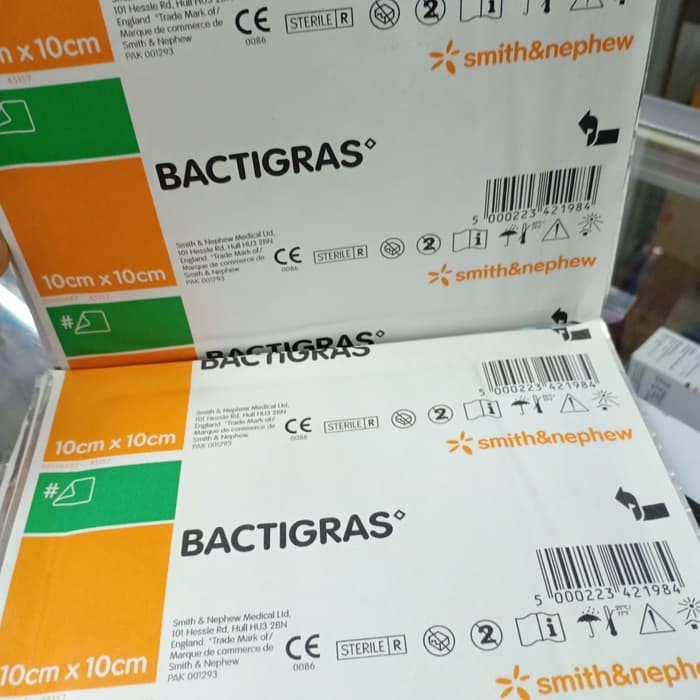 101 Hessle Rd, Hull HU3
England *Trade Mark of/
Marque de commerce de
Smith & Nephew
PAK 001293
CE
0086
STERILE R
2
i
x 10cm
smith&nephew
45157
BACTIGRAS◊
5 000223 421984
Smith & Nephew Medical Ltd,
101 Hessle Rd, Hull HU3 2BN
England. *Trade Mark of/
Marque de commerce de
Smith & Nephew
PAK 001293
CE
0086
STERILE R
2
i
10cm x 10cm
smith&nephew
#
BACTIGRAS◊
5 000223 421984
Smith & Nephew Medical Ltd,
101 Hessle Rd, Hull HU3 2BN
England *Trade Mark of/
Marque de commerce de
Smith & Nephew
PAK 001293
CE
0086
STERILE R
2
i
10cm x 10cm
smith&nephew
#
BACTIGRAS◊
5 000223 421984
Smith & Nephew Medical Ltd,
101 Hessle Rd, Hull HU3 2BN
England. *Trade Mark of/
Marque de commerce de
Smith & Nephew
PAK 001293
CE
0086
STERILE R
2
i
10cm x 10cm
smith&neph